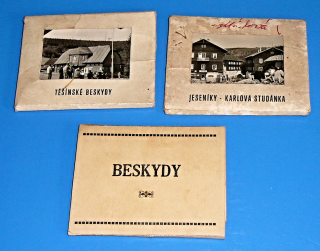 TĚŠÍNSKÉ BESKYDY
JESENÍKY - KARLOVA STUDÁNKA
BESKYDY